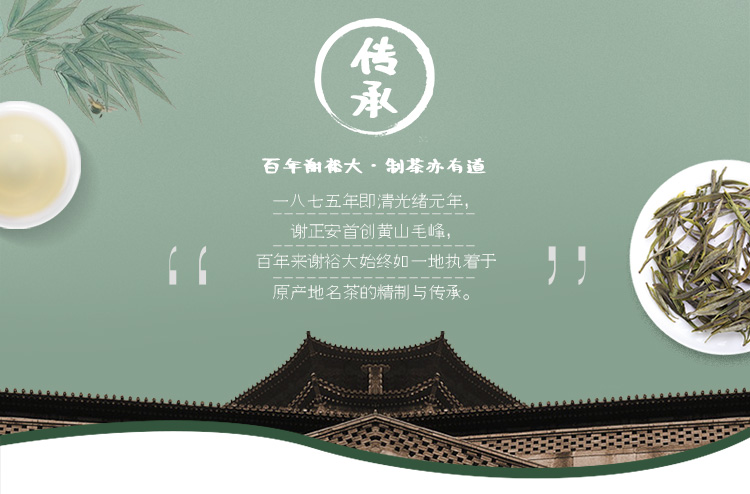 传
承
百年谢裕大·制茶亦有道
一八七五年即清光绪元年，
谢正安首创黄山毛峰，
百年来谢裕大始终如一地执着于
原产地名茶的精制与传承。